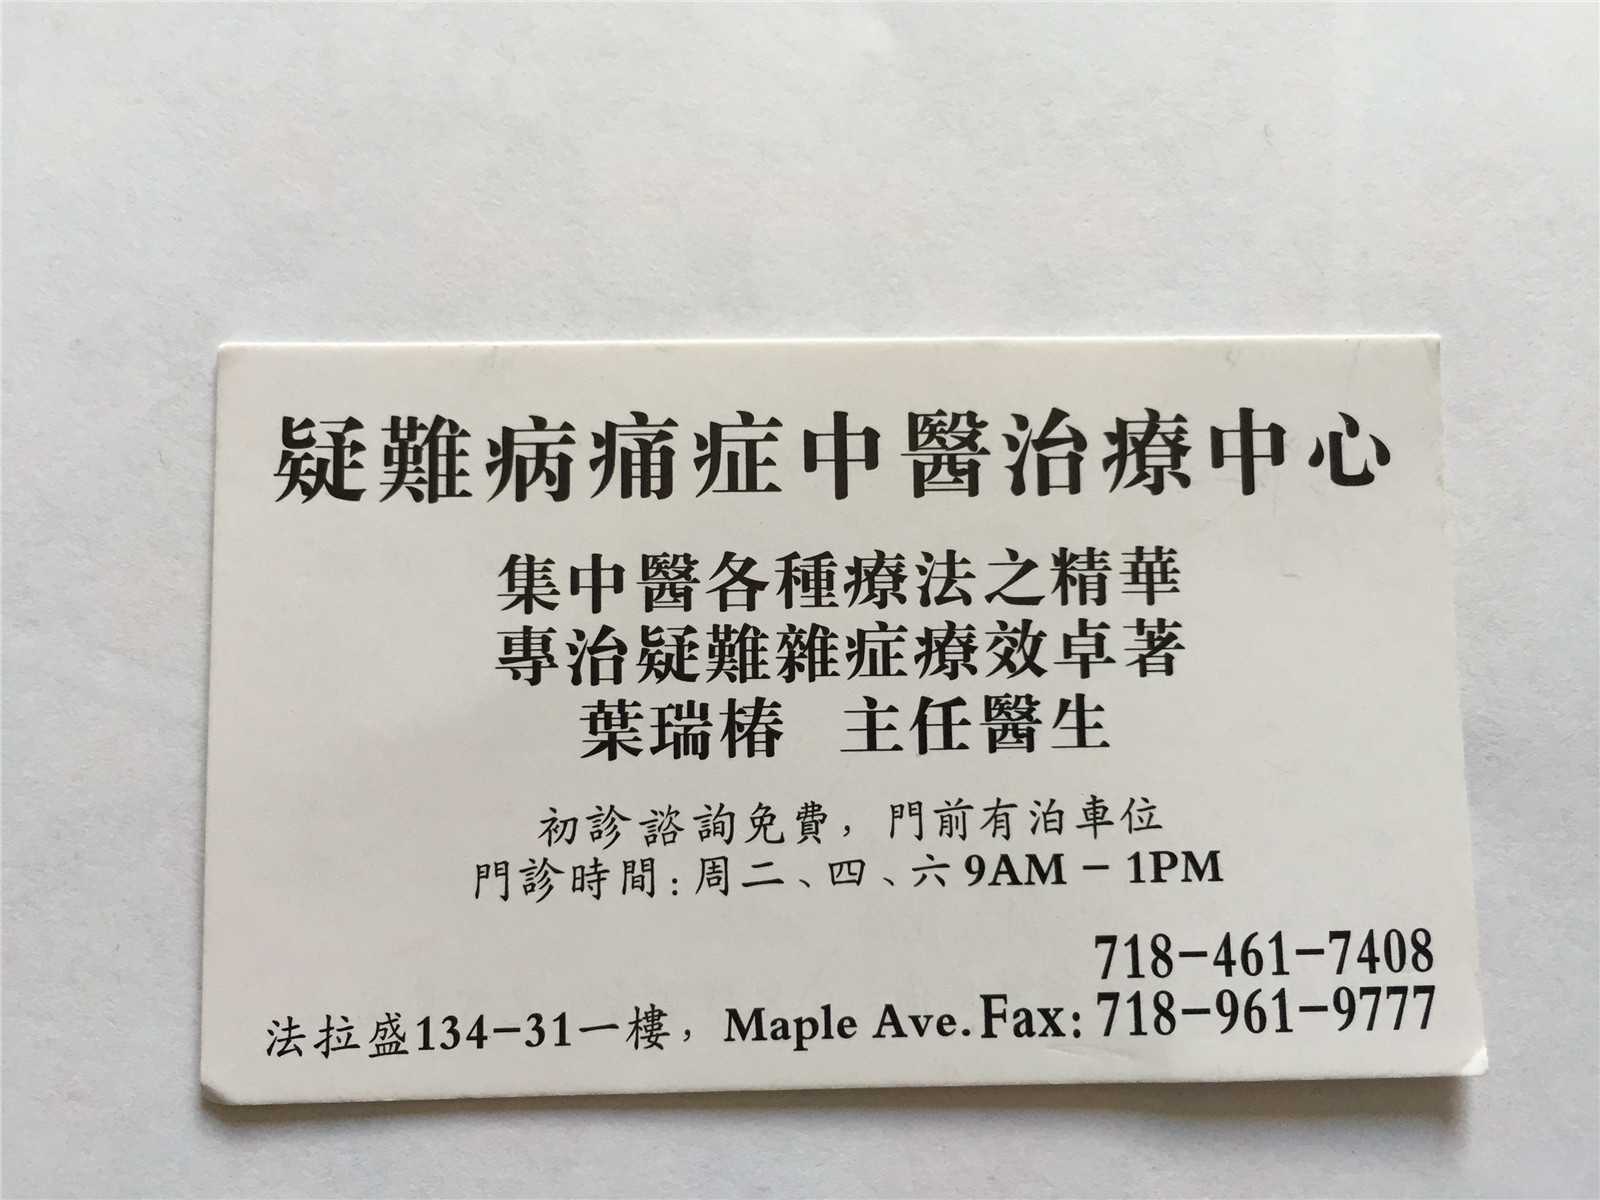 疑難病痛症中醫治療中心
集中醫各種療法之精華
專治疑難雜症療效卓著
葉瑞椿 主任醫生
初診諮詢免費，門前有泊車位
門診時間：周二、四、六 9AM – 1PM
718-461-7408
法拉盛134-31一樓，Maple Ave. Fax: 718-961-9777